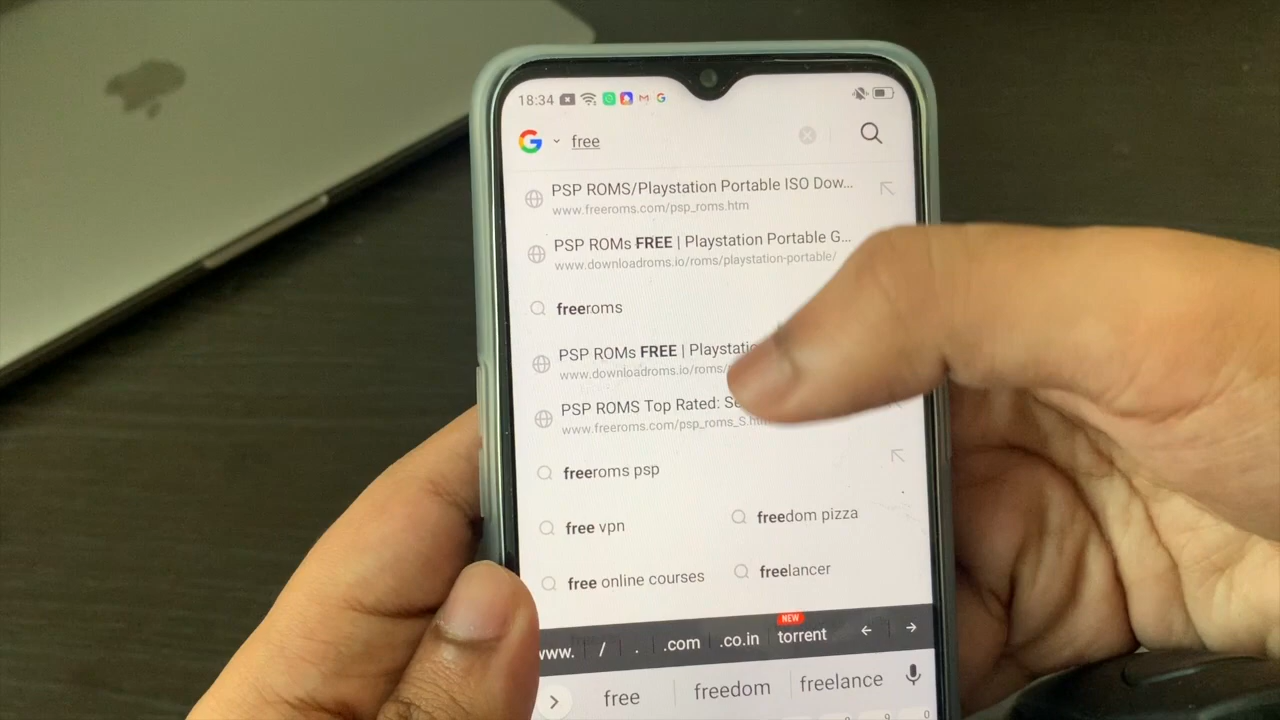 18:34
free
PSP ROMS/Playstation Portable ISO Dow...
www.freeroms.com/psp_roms.htm
PSP ROMs FREE | Playstation Portable G...
www.downloadroms.io/roms/playstation-portable/
freeroms
PSP ROMs FREE | Playstatio
www.downloadroms.io/roms/
PSP ROMS Top Rated: Se
www.freeroms.com/psp_roms_S.h
freeroms psp
free vpn
freedom pizza
free online courses
freelancer
NEW
www. / . .com .co.in torrent
free freedom freelance
9 0